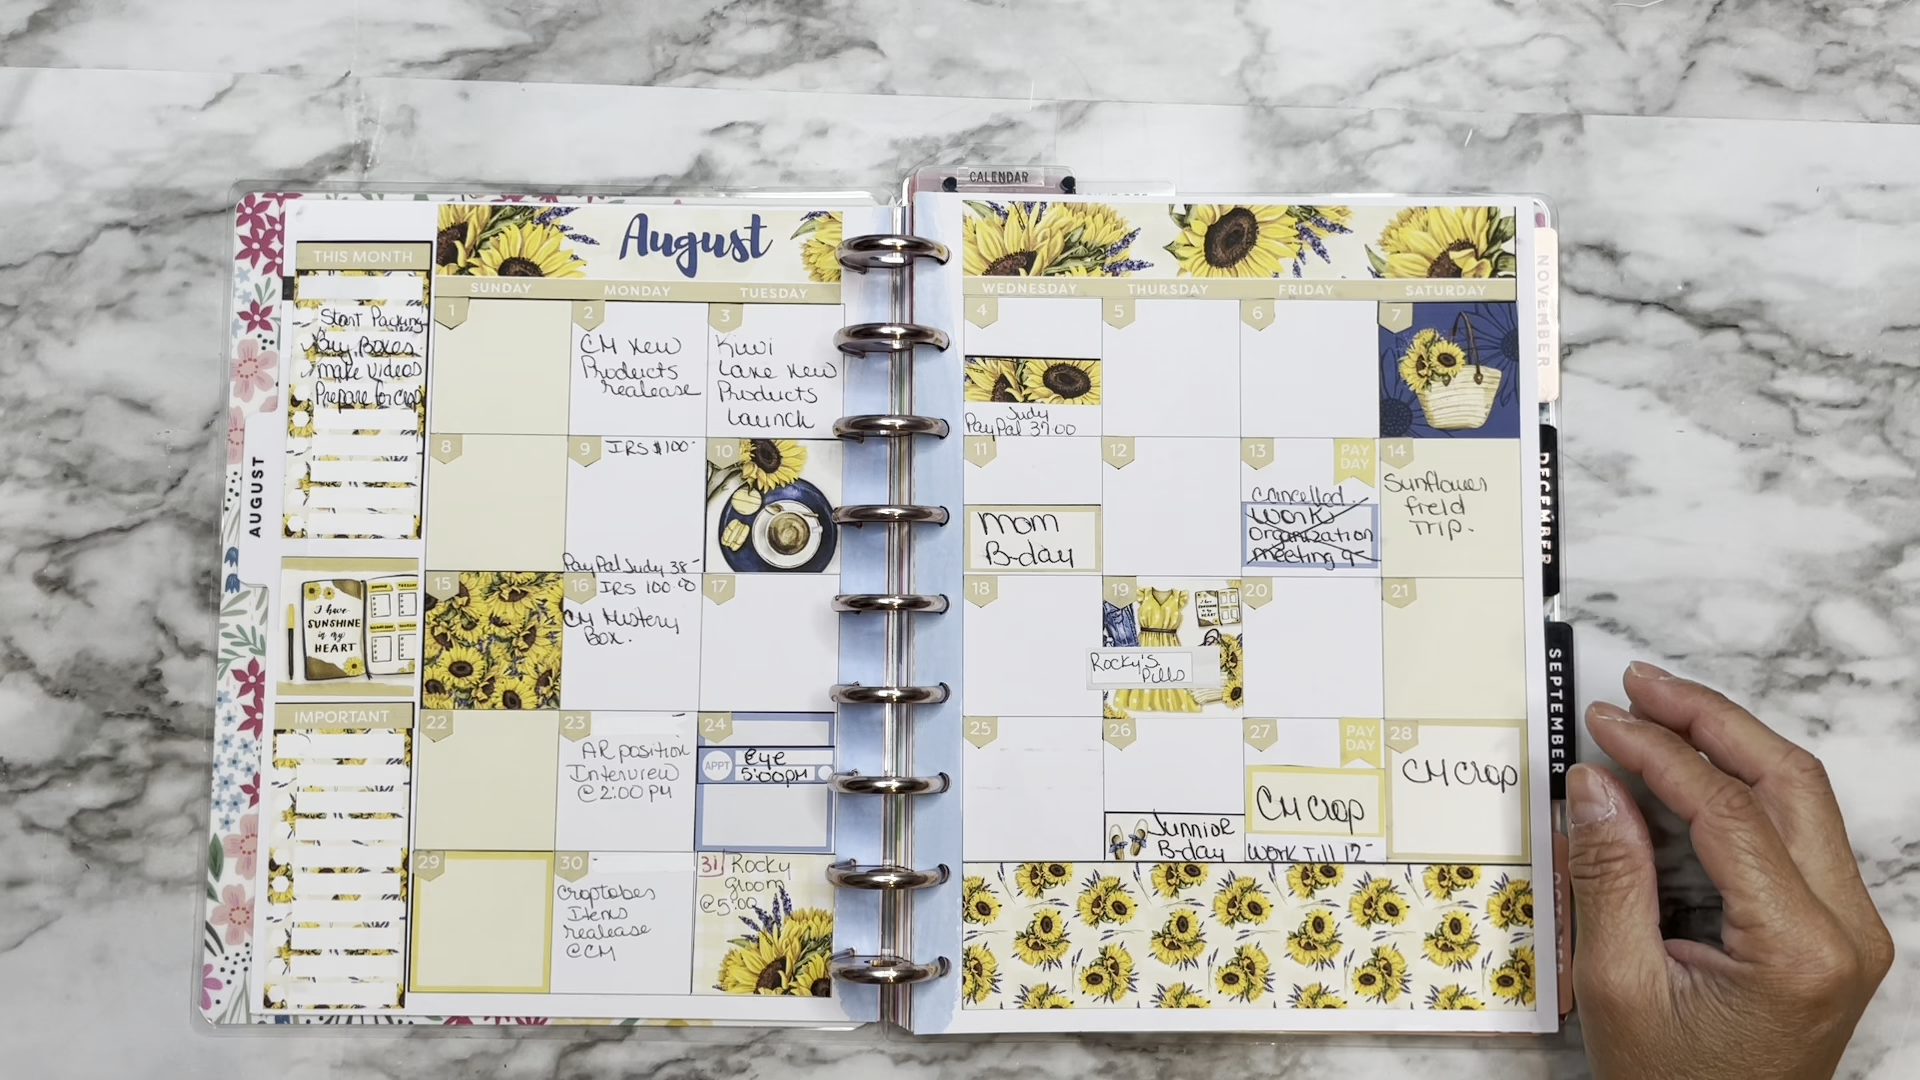 CALENDAR
August
THIS MONTH
Start Packing
Buy Boxes.
make videos
Prepare for Crop
AUGUST
I have
SUNSHINE
in my
HEART
IMPORTANT
SUNDAY MONDAY TUESDAY WEDNESDAY THURSDAY FRIDAY SATURDAY
1
2
CM New
Products
realease
3
Kiwi
Lane New
Products
Launch
4
Judy
PayPal 37.00
5
6
7
8
9 IRS $100-
PayPal Judy 38-
10
11
Mom
B-day
12
13 PAY
DAY
cancelled.
Work
Organization
meeting 9-
14
Sunflower
field
Trip.
15
16 IRS 100.00
CM Mistery
Box.
17
18
19
Rocky's
Pills
20
21
22
23
AR position
Interview
@ 2:00 PM
24
APPT eye
5:00pm
25
26
Junnior
B-day
27 PAY
DAY
CM Crop
Work Till 12-
28
CM Crop
29
30
Croptober
Items
realease
@CM
31 Rocky
groom
@5:00
NOVEMBER
DECEMBER
SEPTEMBER
OCTOBER